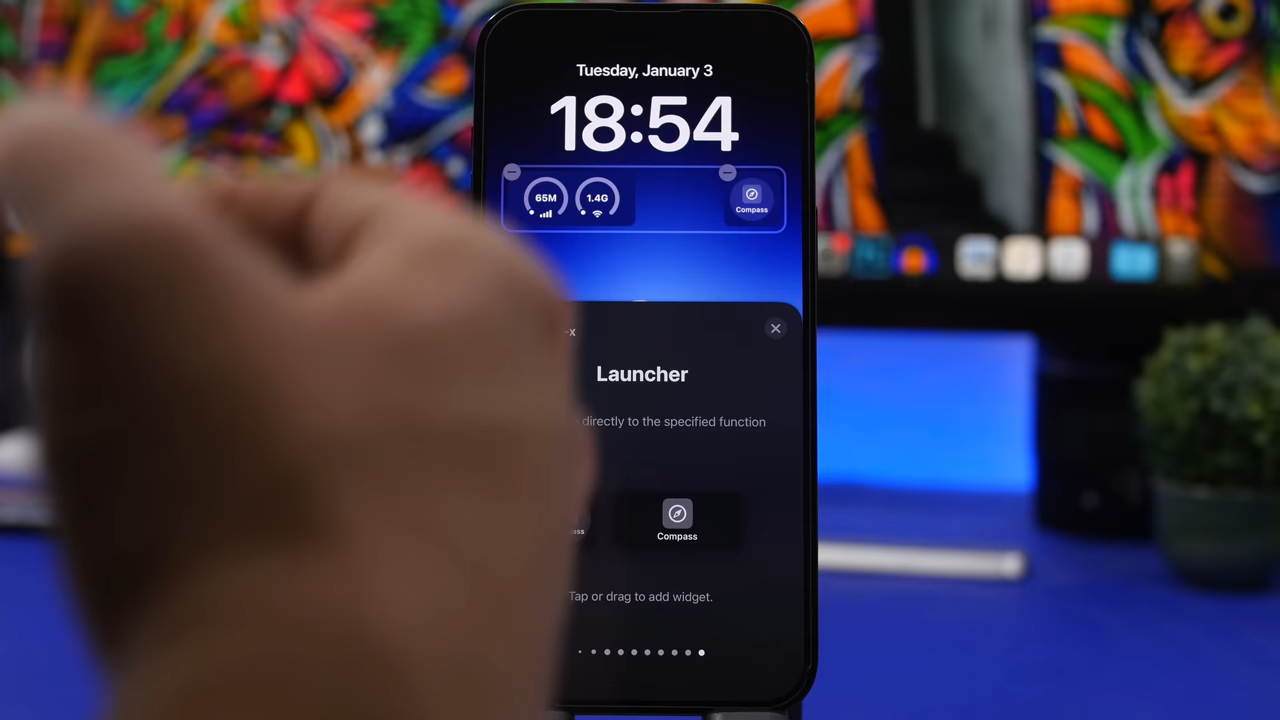 Tuesday, January 3
18:54
65M 1.4G Compass
x
Launcher
directly to the specified function
Compass
Tap or drag to add widget.